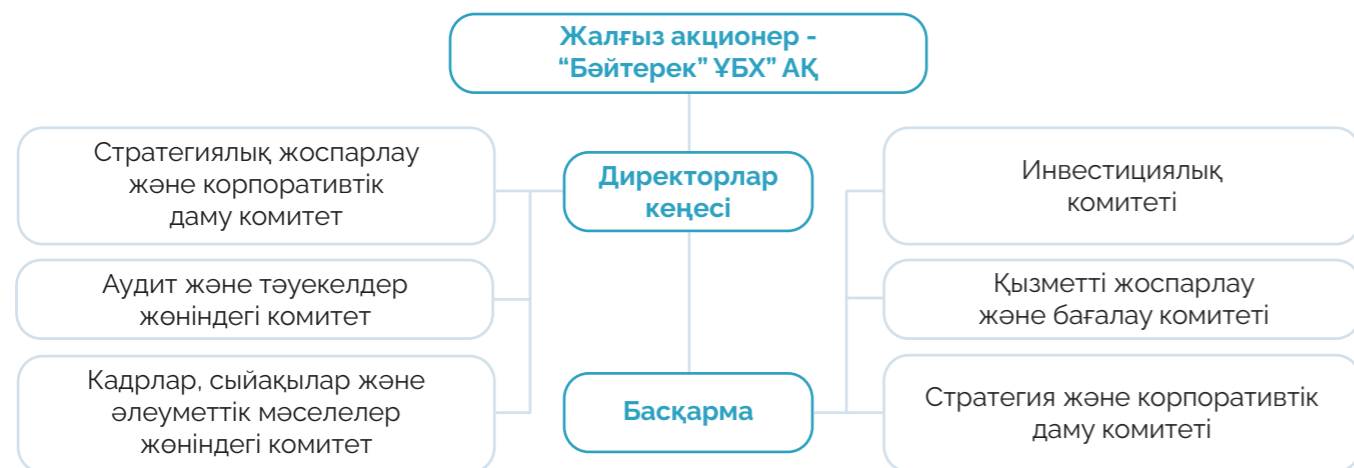 Жалғыз акционер -
“Бәйтерек” ҰБХ” АҚ
Стратегиялық жоспарлау
және корпоративтік
даму комитет
Директорлар
кеңесі
Инвестициялық
комитеті
Аудит және тәуекелдер
жөніндегі комитет
Қызметті жоспарлау
және бағалау комитеті
Кадрлар, сыйақылар және
әлеуметтік мәселелер
жөніндегі комитет
Басқарма
Стратегия және корпоративтік
даму комитеті